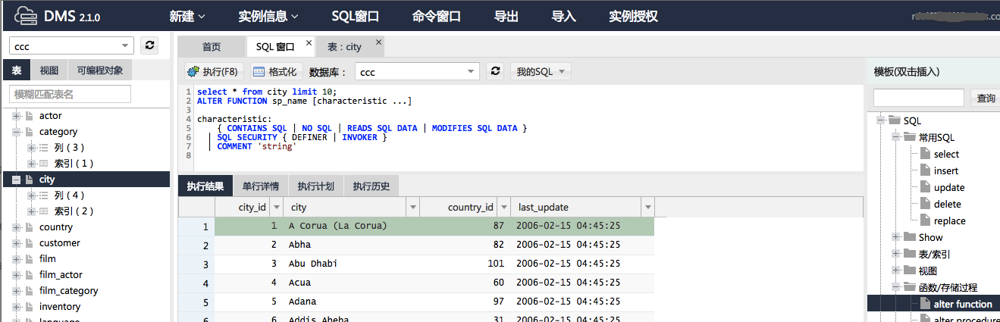 DMS 2.1.0 新建 实例信息 SQL窗口 命令窗口 导出 导入 实例授权
ccc
表 视图 可编程对象
模糊匹配表名
actor
category
列 ( 3 )
索引 ( 1 )
city
列 ( 4 )
索引 ( 2 )
country
customer
film
film_actor
film_category
inventory
language
首页 SQL 窗口 表 : city
执行(F8) 格式化 数据库 : ccc 我的SQL
1 select * from city limit 10;
2 ALTER FUNCTION sp_name [characteristic ...]
3
4 characteristic:
5 { CONTAINS SQL | NO SQL | READS SQL DATA | MODIFIES SQL DATA }
6 | SQL SECURITY { DEFINER | INVOKER }
7 | COMMENT 'string'
8
执行结果 单行详情 执行计划 执行历史
city_id city country_id last_update
1 1 A Corua (La Corua) 87 2006-02-15 04:45:25
2 2 Abha 82 2006-02-15 04:45:25
3 3 Abu Dhabi 101 2006-02-15 04:45:25
4 4 Acua 60 2006-02-15 04:45:25
5 5 Adana 97 2006-02-15 04:45:25
6 6 Addis Abeba 31 2006-02-15 04:45:25
模板(双击插入)
查询
SQL
常用SQL
select
insert
update
delete
replace
Show
表/索引
视图
函数/存储过程
alter function
alter procedure